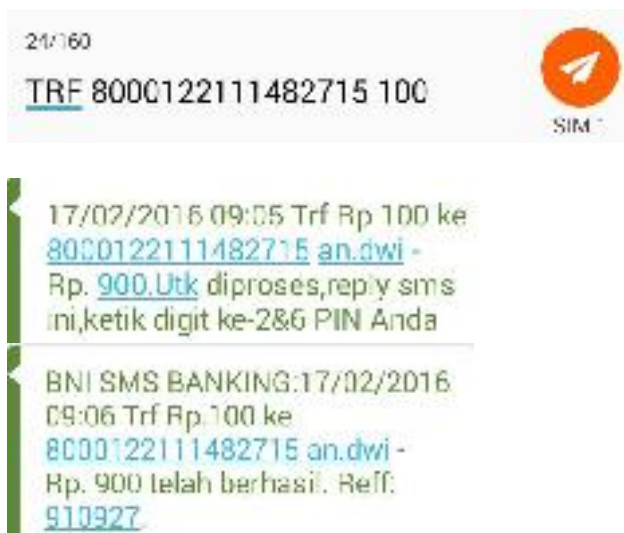 24/160
TRF 8000122111482715 100
SIM 1
17/02/2016 09:05 Trf Rp 100 ke
8000122111482715 an.dwi -
Rp. 900.Utk diproses,reply sms
ini,ketik digit ke-2&6 PIN Anda
BNI SMS BANKING:17/02/2016
09:06 Trf Rp.100 ke
8000122111482715 an.dwi -
Rp. 900 telah berhasil. Reff:
910927